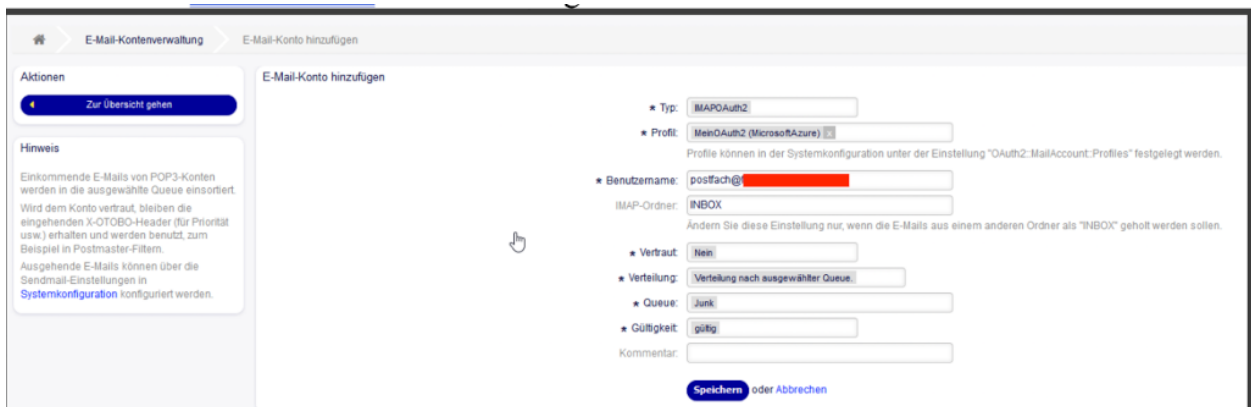 E-Mail-Kontenverwaltung
E-Mail-Konto hinzufügen
Aktionen
Zur Übersicht gehen
Hinweis
Einkommende E-Mails von POP3-Konten
werden in die ausgewählte Queue einsortiert
Wird dem Konto vertraut, bleiben die
eingehenden X-OTOBO-Header (für Priorität
usw.) erhalten und werden benutzt, zum
Beispiel in Postmaster-Filtern.
Ausgehende E-Mails können über die
Sendmail-Einstellungen in
Systemkonfiguration konfiguriert werden.
E-Mail-Konto hinzufügen
★ Typ: IMAPOAuth2
★ Profil: MeinOAuth2 (MicrosoftAzure) x
Profile können in der Systemkonfiguration unter der Einstellung "OAuth2::MailAccount::Profiles" festgelegt werden.
★ Benutzername: postfach@
IMAP-Ordner: INBOX
Ändern Sie diese Einstellung nur, wenn die E-Mails aus einem anderen Ordner als "INBOX" geholt werden sollen.
★ Vertraut: Nein
★ Verteilung: Verteilung nach ausgewählter Queue.
★ Queue: Junk
★ Gültigkeit: gültig
Kommentar:
Speichern oder Abbrechen